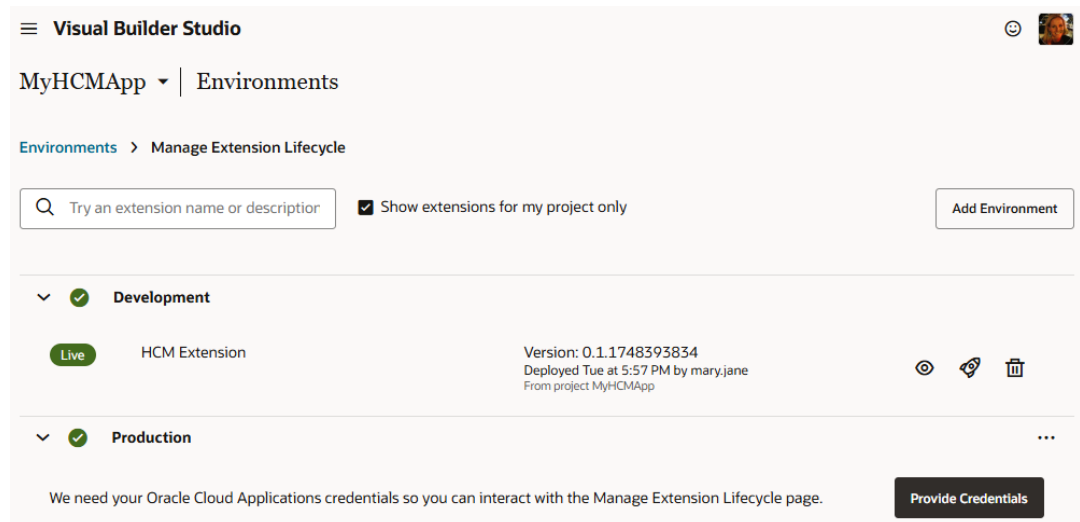 Visual Builder Studio
MyHCMApp Environments
Environments > Manage Extension Lifecycle
Try an extension name or description
Show extensions for my project only
Add Environment
Development
Live
HCM Extension
Version: 0.1.1748393834
Deployed Tue at 5:57 PM by mary.jane
From project MyHCMApp
Production
We need your Oracle Cloud Applications credentials so you can interact with the Manage Extension Lifecycle page.
Provide Credentials